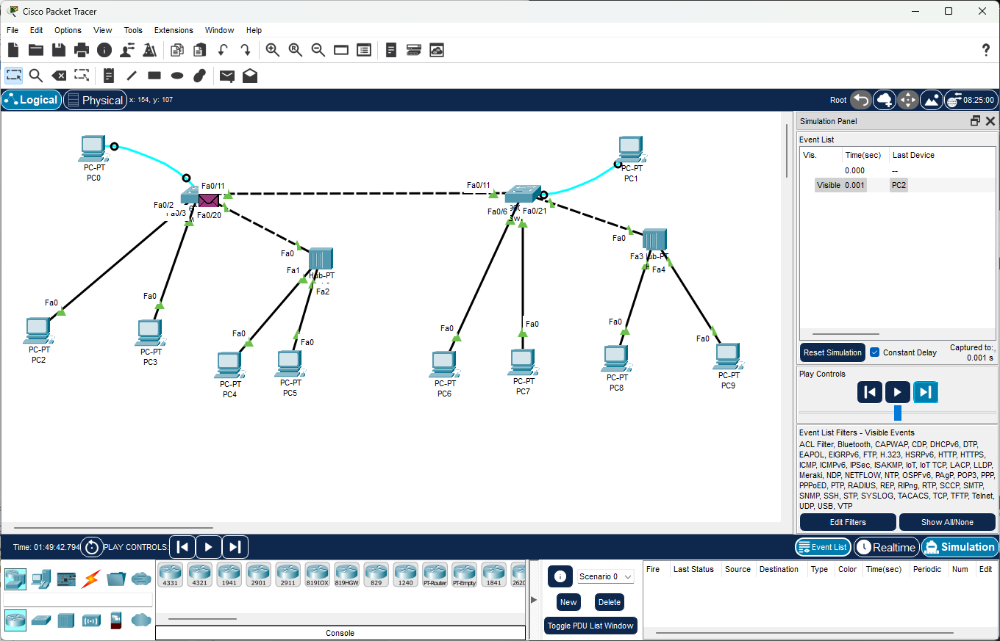 Cisco Packet Tracer
File Edit Options View Tools Extensions Window Help
Logical Physical x: 154, y: 107 Root 08:25:00
Simulation Panel
Event List
Vis. Time(sec) Last Device
0.000 --
Visible 0.001 PC2
PC-PT
PC0
PC-PT
PC1
Fa0/11
Fa0/11
Fa0/2
Fa0/3
Fa0/20
Fa0/6
Fa0/21
Fa0
Hub-PT
Fa1
Fa2
Fa0
Fa3
Fa4
Fa0
PC-PT
PC2
Fa0
PC-PT
PC3
Fa0
PC-PT
PC4
Fa0
PC-PT
PC5
Fa0
PC-PT
PC6
Fa0
PC-PT
PC7
Fa0
PC-PT
PC8
Fa0
PC-PT
PC9
Reset Simulation Constant Delay Captured to:
0.001 s
Play Controls
Event List Filters - Visible Events
ACL Filter, Bluetooth, CAPWAP, CDP, DHCPv6, DTP,
EAPOL, EIGRPv6, FTP, H.323, HSRPv6, HTTP, HTTPS,
ICMP, ICMPv6, IPSec, ISAKMP, IoT, IoT TCP, LACP, LLDP,
Meraki, NDP, NETFLOW, NTP, OSPFv6, PAgP, POP3, PPP,
PPPoED, PTP, RADIUS, REP, RIPng, RTP, SCCP, SMTP,
SNMP, SSH, STP, SYSLOG, TACACS, TCP, TFTP, Telnet,
UDP, USB, VTP
Edit Filters Show All/None
Time: 01:49:42.794 PLAY CONTROLS: Event List Realtime Simulation
4331 4321 1941 2901 2911 819IOX 819HGW 829 1240 PT-Router PT-Empty 1841 2620
Scenario 0
New Delete
Toggle PDU List Window
Fire Last Status Source Destination Type Color Time(sec) Periodic Num Edit
Console